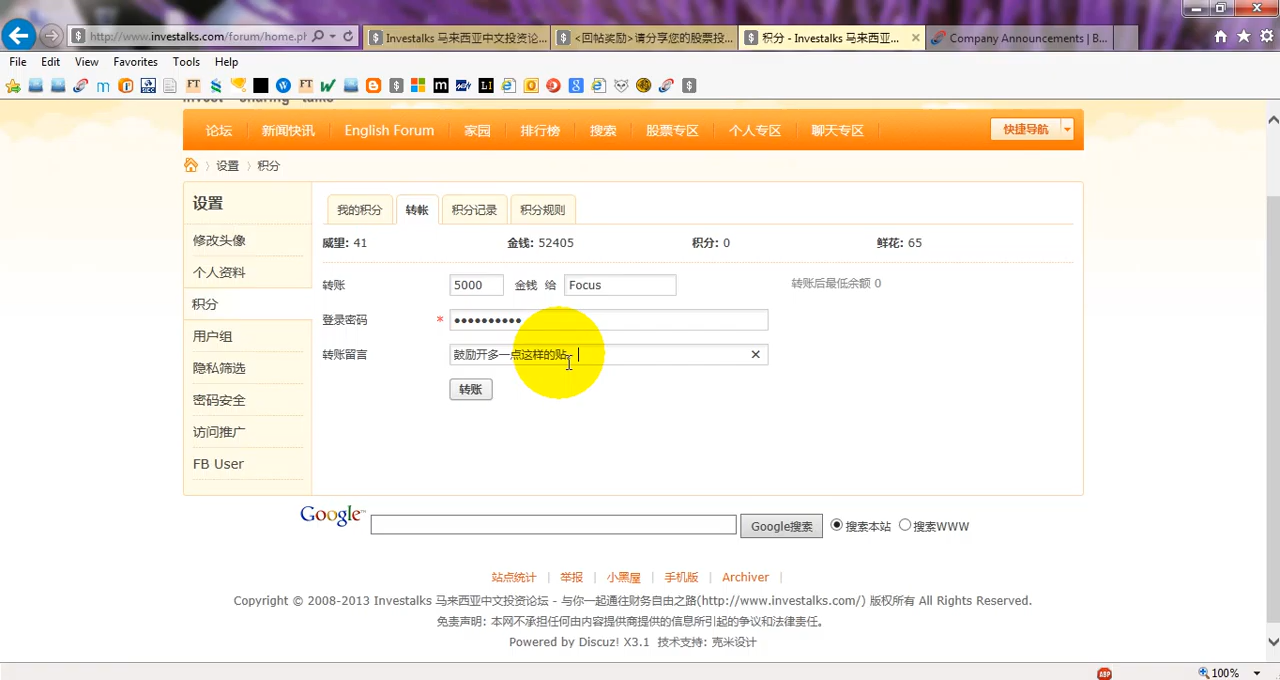 http://www.investalks.com/forum/home.ph
Investalks 马来西亚中文投资论...
<回帖奖励>请分享您的股票投...
积分 - Investalks 马来西亚...
Company Announcements | B...
File Edit View Favorites Tools Help
invest sharing talks
论坛 新闻快讯 English Forum 家园 排行榜 搜索 股票专区 个人专区 聊天专区 快捷导航
设置 › 积分
设置
修改头像
个人资料
积分
用户组
隐私筛选
密码安全
访问推广
FB User
我的积分 转帐 积分记录 积分规则
威望: 41 金钱: 52405 积分: 0 鲜花: 65
转账 5000 金钱 给 Focus 转账后最低余额 0
登录密码 * ••••••••••
转账留言 鼓励开多一点这样的贴~
转账
Google Google搜索 搜索本站 搜索WWW
站点统计 | 举报 | 小黑屋 | 手机版 | Archiver |
Copyright © 2008-2013 Investalks 马来西亚中文投资论坛 - 与你一起通往财务自由之路(http://www.investalks.com/) 版权所有 All Rights Reserved.
免责声明: 本网不承担任何由内容提供商提供的信息所引起的争议和法律责任。
Powered by Discuz! X3.1 技术支持: 亮米设计
ABP 100%